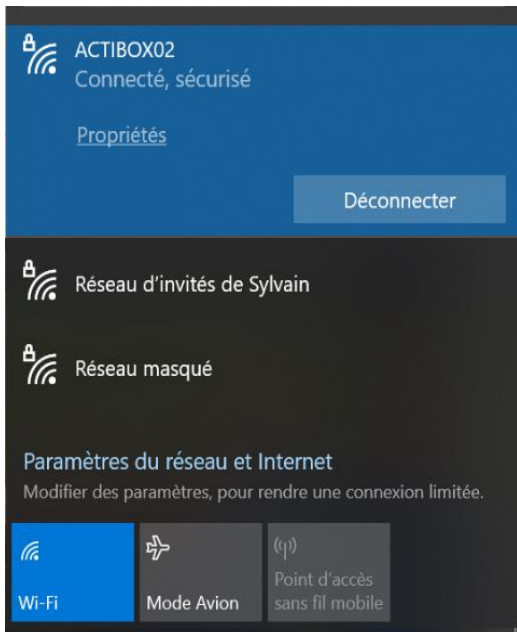 ACTIBOX02
Connecté, sécurisé
Propriétés
Déconnecter
Réseau d'invités de Sylvain
Réseau masqué
Paramètres du réseau et Internet
Modifier des paramètres, pour rendre une connexion limitée.
Wi-Fi
Mode Avion
Point d'accès
sans fil mobile